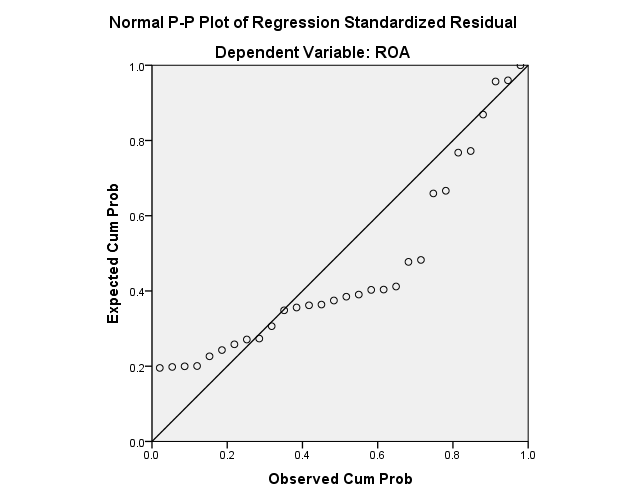 Normal P-P Plot of Regression Standardized Residual
Dependent Variable: ROA
1.0
0.8
0.6
0.4
0.2
0.0
Expected Cum Prob
0.0 0.2 0.4 0.6 0.8 1.0
Observed Cum Prob